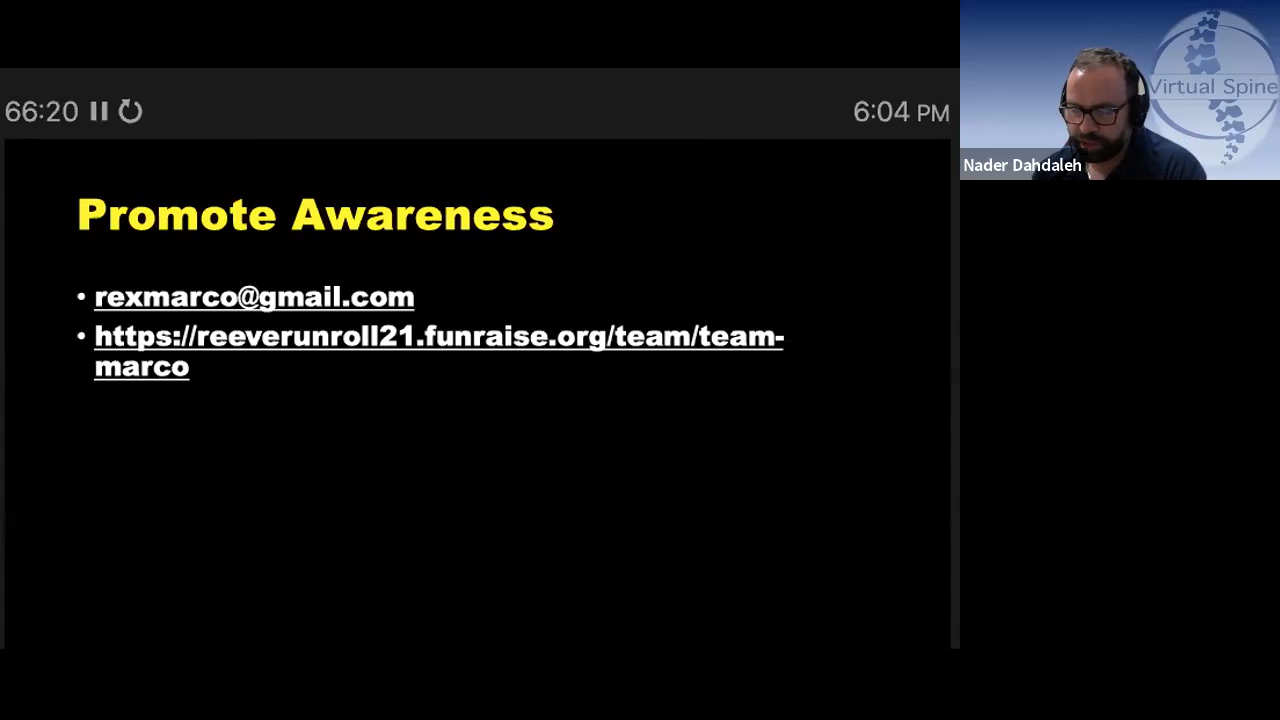 66:20
6:04 PM
Promote Awareness
• rexmarco@gmail.com
• https://reeverunroll21.funraise.org/team/team-
marco
Virtual Spine
Nader Dahdaleh